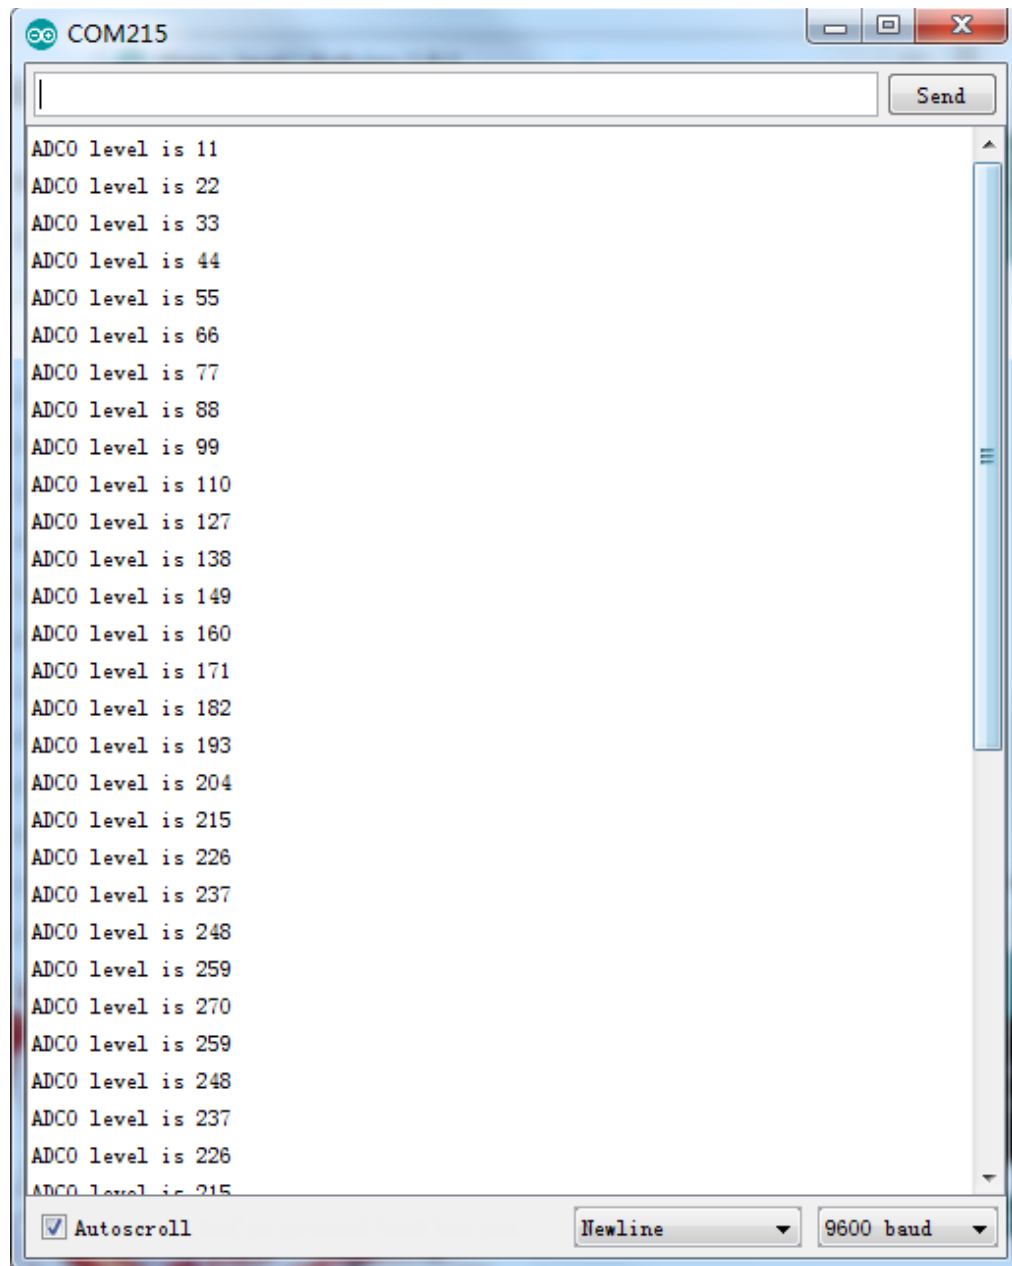 COM215
Send
ADC0 level is 11
ADC0 level is 22
ADC0 level is 33
ADC0 level is 44
ADC0 level is 55
ADC0 level is 66
ADC0 level is 77
ADC0 level is 88
ADC0 level is 99
ADC0 level is 110
ADC0 level is 127
ADC0 level is 138
ADC0 level is 149
ADC0 level is 160
ADC0 level is 171
ADC0 level is 182
ADC0 level is 193
ADC0 level is 204
ADC0 level is 215
ADC0 level is 226
ADC0 level is 237
ADC0 level is 248
ADC0 level is 259
ADC0 level is 270
ADC0 level is 259
ADC0 level is 248
ADC0 level is 237
ADC0 level is 226
ADC0 level is 215
Autoscroll
Newline
9600 baud